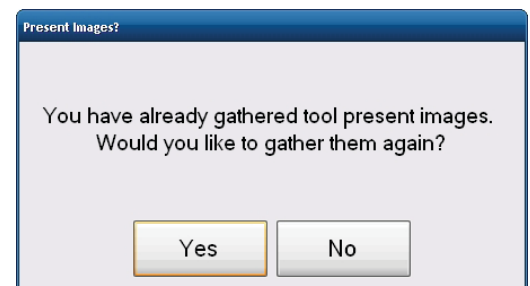 Present Images?
You have already gathered tool present images.
Would you like to gather them again?
Yes
No